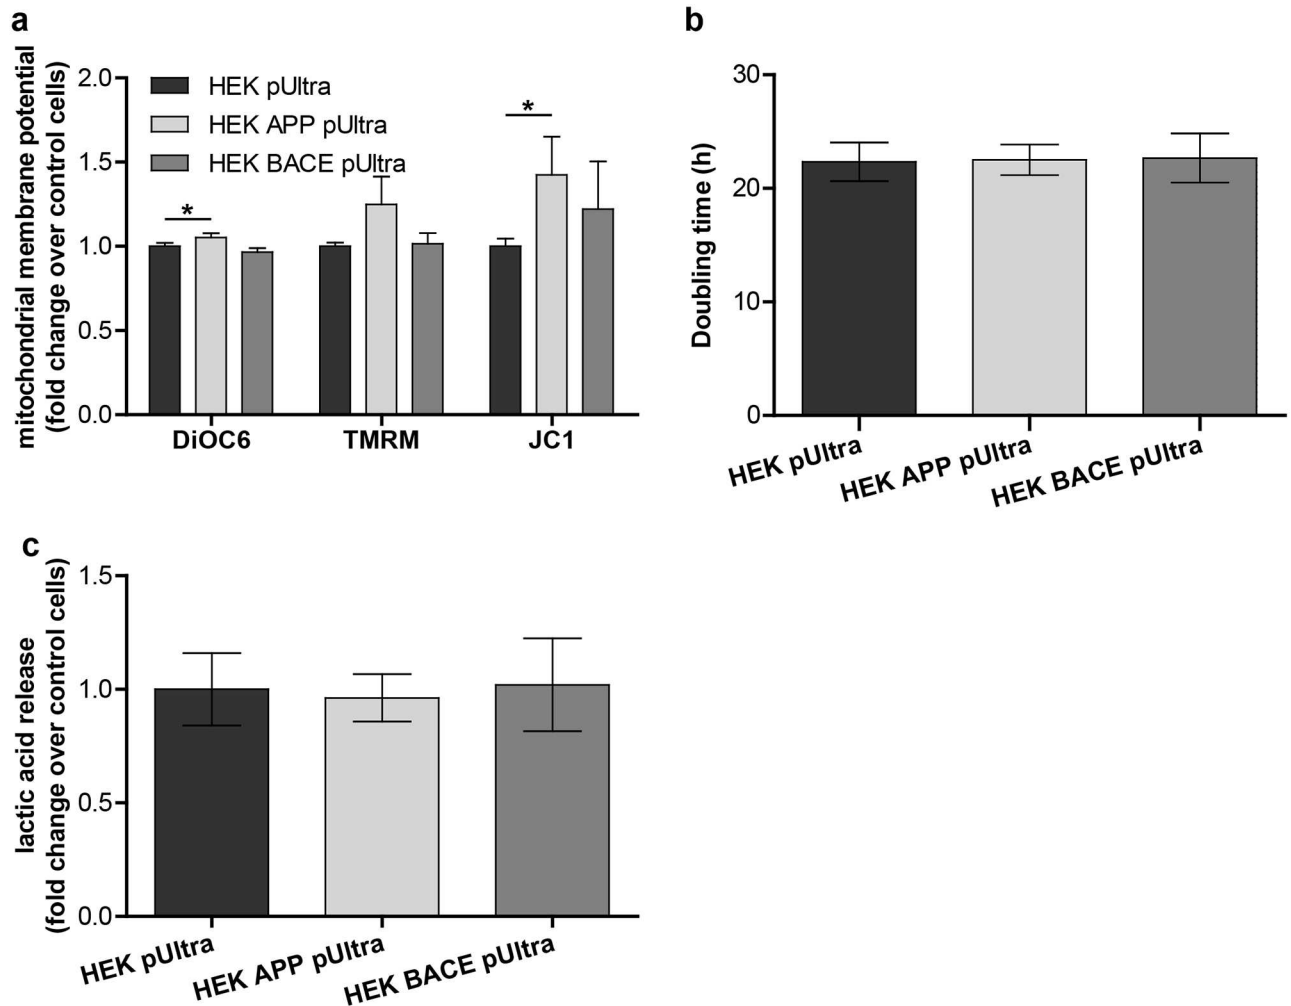 a
mitochondrial membrane potential
(fold change over control cells)
2.0
1.5
1.0
0.5
0.0
HEK pUltra
HEK APP pUltra
HEK BACE pUltra
*
*
DiOC6
TMRM
JC1
b
Doubling time (h)
30
20
10
0
HEK pUltra
HEK APP pUltra
HEK BACE pUltra
c
lactic acid release
(fold change over control cells)
1.5
1.0
0.5
0.0
HEK pUltra
HEK APP pUltra
HEK BACE pUltra